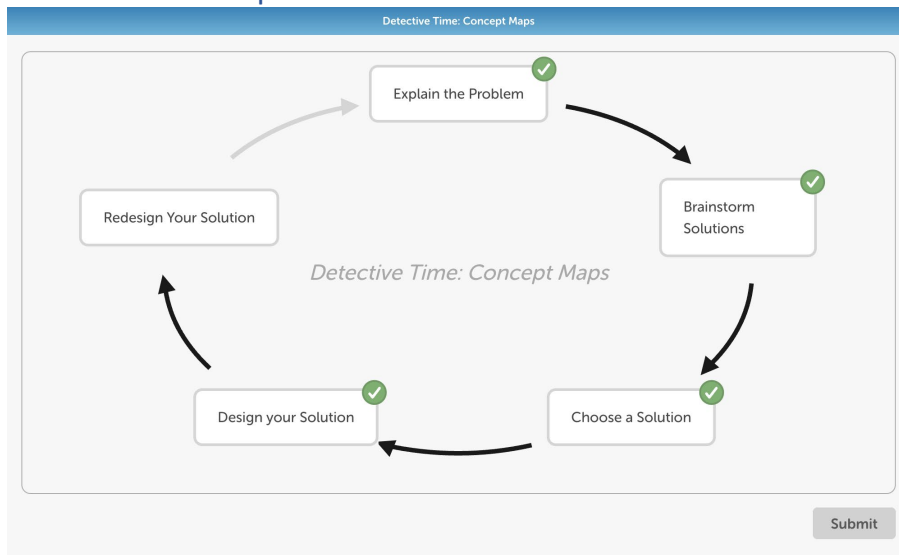 Detective Time: Concept Maps
Explain the Problem
Brainstorm
Solutions
Redesign Your Solution
Detective Time: Concept Maps
Design your Solution
Choose a Solution
Submit